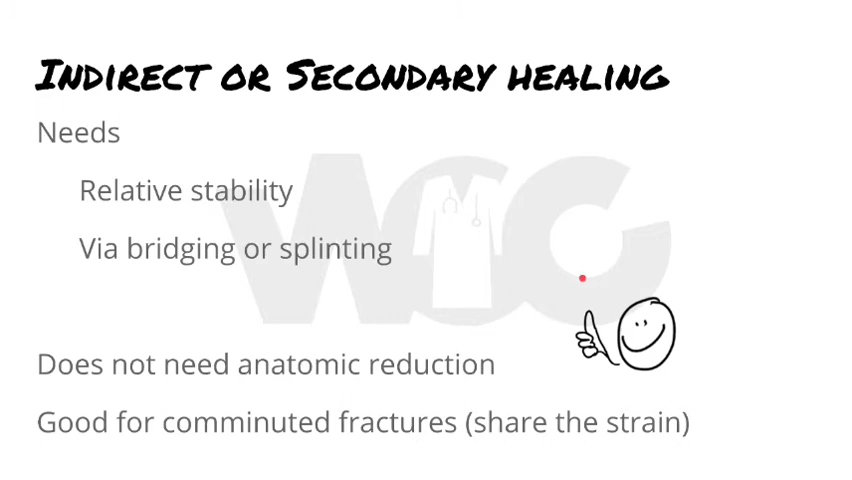 Indirect or Secondary healing
Needs
Relative stability
Via bridging or splinting
WOC
Does not need anatomic reduction
Good for comminuted fractures (share the strain)